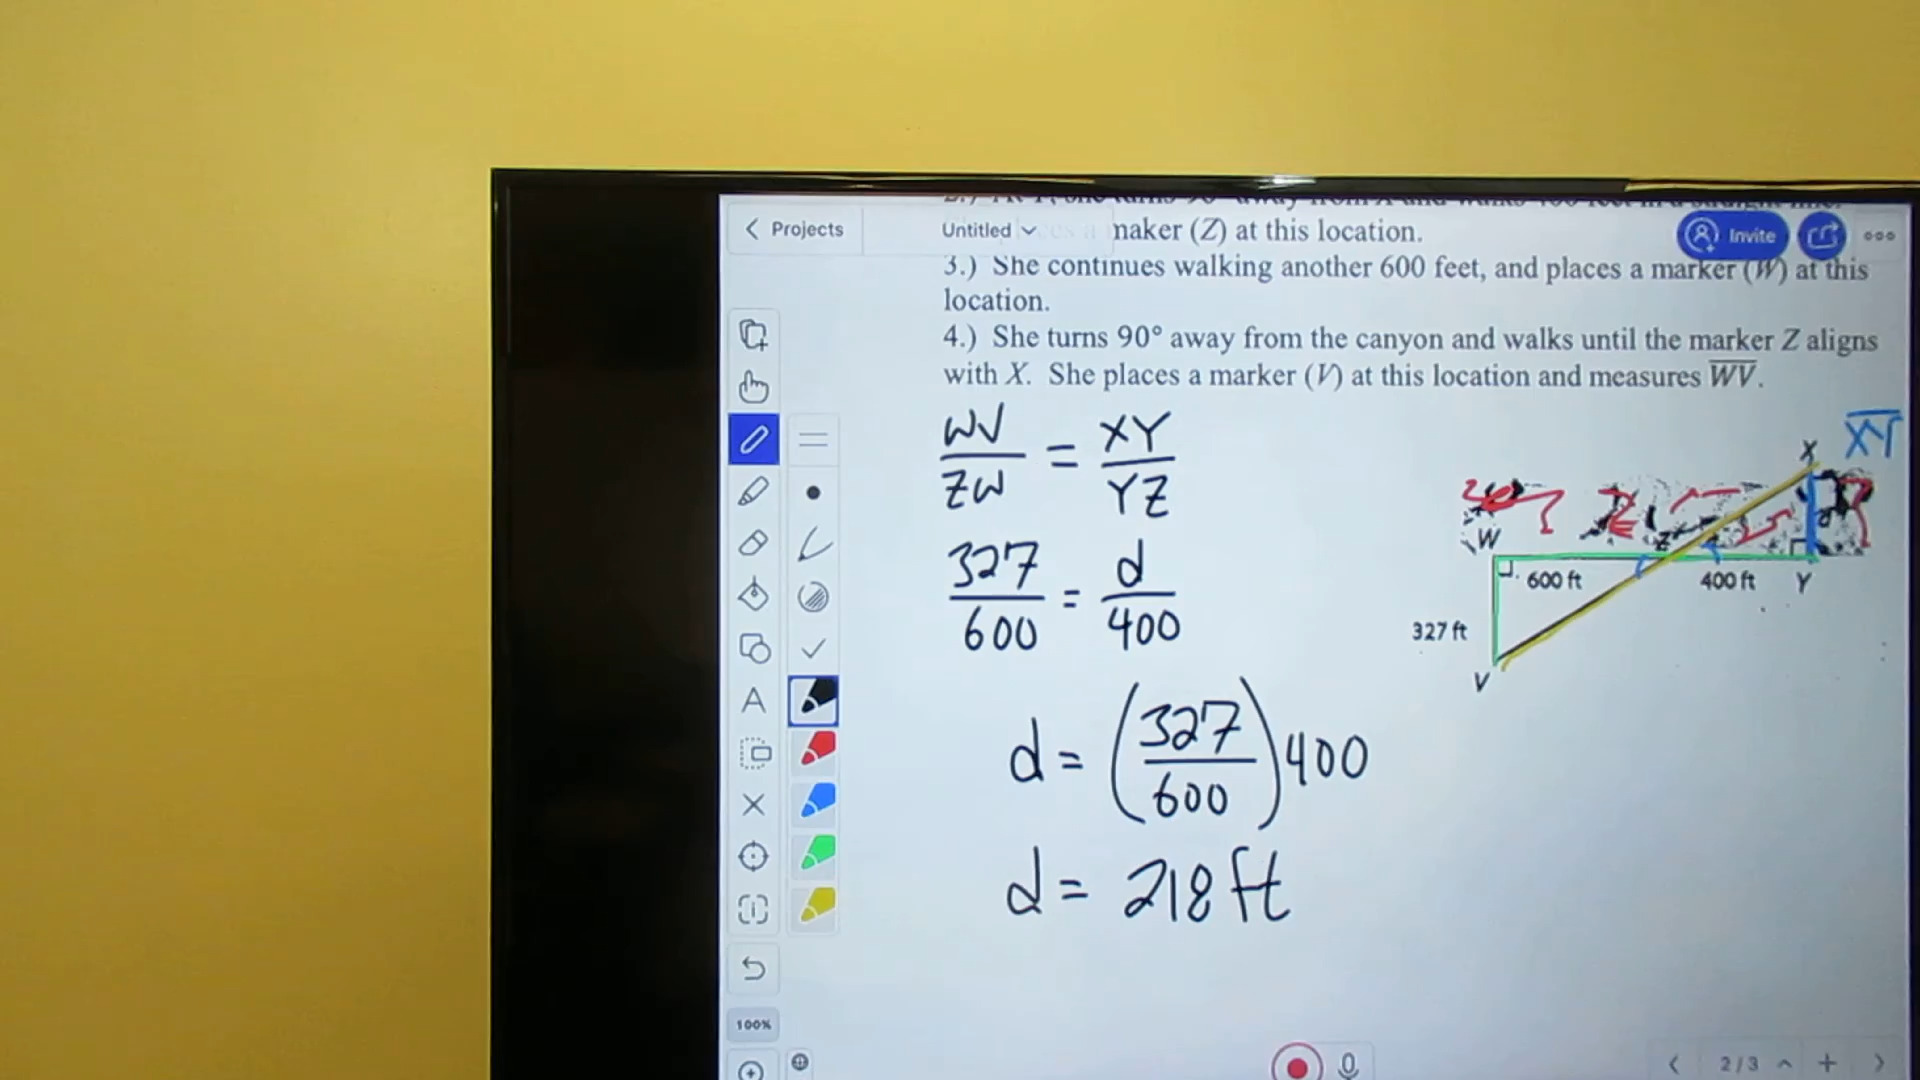 Projects
Untitled
Invite
maker (Z) at this location.
3.) She continues walking another 600 feet, and places a marker (W) at this
location.
4.) She turns 90° away from the canyon and walks until the marker Z aligns
with X. She places a marker (V) at this location and measures WV.
WV/ZW = XY/YZ
327/600 = d/400
d = (327/600)400
d = 218 ft
XY
X
W
Z
d
600 ft
400 ft
Y
327 ft
V
A
100%
2/3